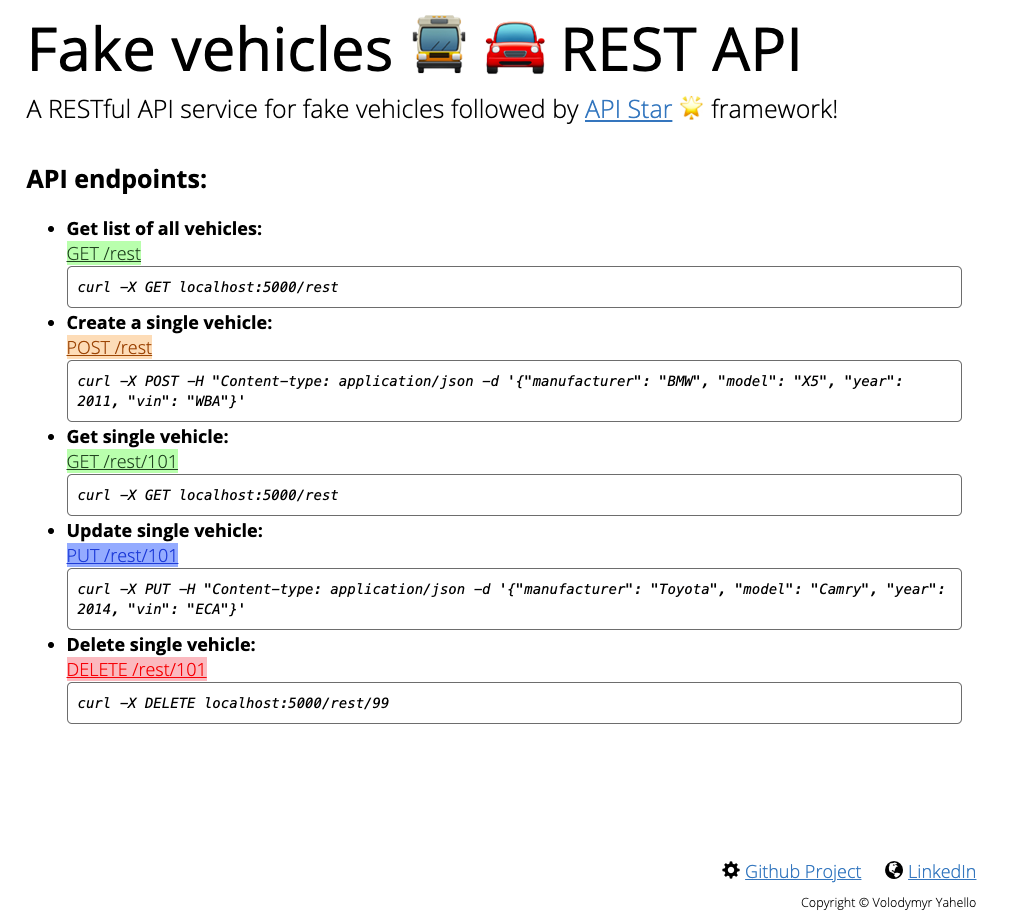 Fake vehicles 🚎 🚘 REST API
A RESTful API service for fake vehicles followed by API Star 🌟 framework!
API endpoints:
• Get list of all vehicles:
GET /rest
curl -X GET localhost:5000/rest
• Create a single vehicle:
POST /rest
curl -X POST -H "Content-type: application/json -d '{"manufacturer": "BMW", "model": "X5", "year":
2011, "vin": "WBA"}'
• Get single vehicle:
GET /rest/101
curl -X GET localhost:5000/rest
• Update single vehicle:
PUT /rest/101
curl -X PUT -H "Content-type: application/json -d '{"manufacturer": "Toyota", "model": "Camry", "year":
2014, "vin": "ECA"}'
• Delete single vehicle:
DELETE /rest/101
curl -X DELETE localhost:5000/rest/99
Github Project LinkedIn
Copyright © Volodymyr Yahello